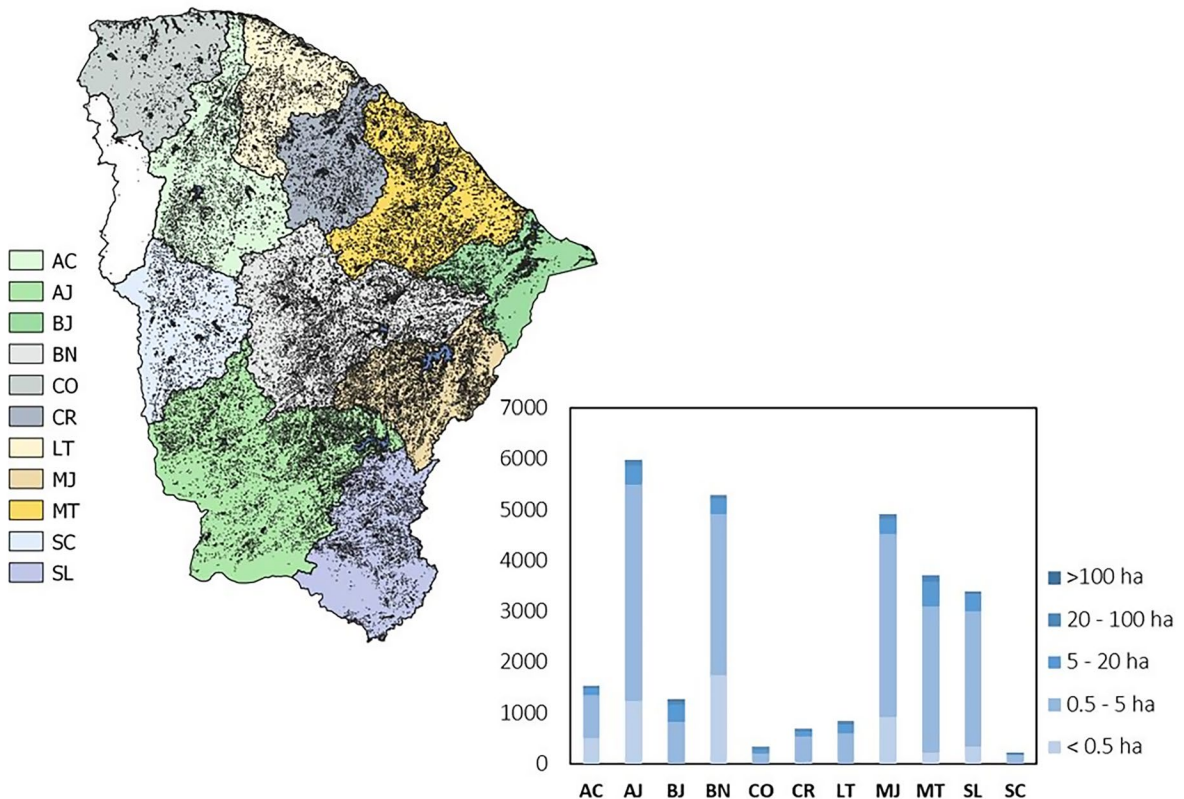 AC
AJ
BJ
BN
CO
CR
LT
MJ
MT
SC
SL
7000
6000
5000
4000
3000
2000
1000
0
AC AJ BJ BN CO CR LT MJ MT SL SC
>100 ha
20 - 100 ha
5 - 20 ha
0.5 - 5 ha
< 0.5 ha